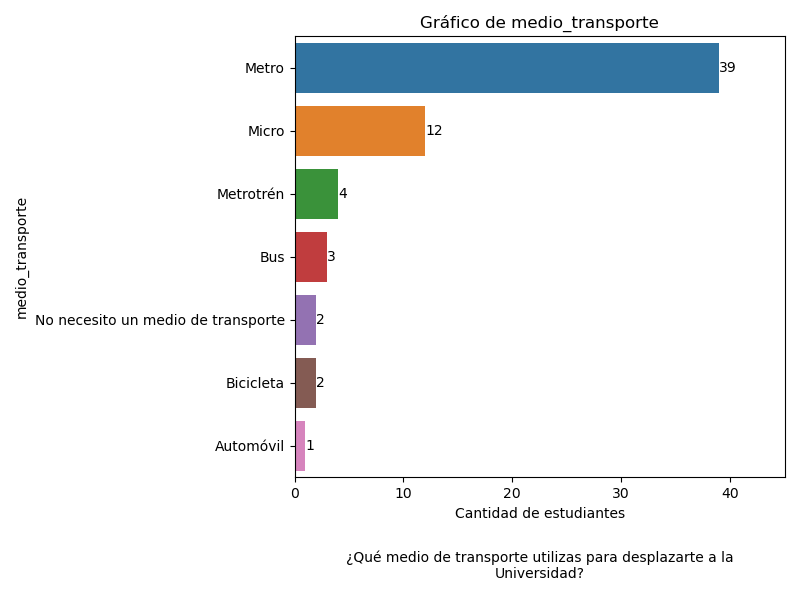 Gráfico de medio_transporte
medio_transporte
Metro
39
Micro
12
Metrotrén
4
Bus
3
No necesito un medio de transporte
2
Bicicleta
2
Automóvil
1
0 10 20 30 40
Cantidad de estudiantes
¿Qué medio de transporte utilizas para desplazarte a la
Universidad?